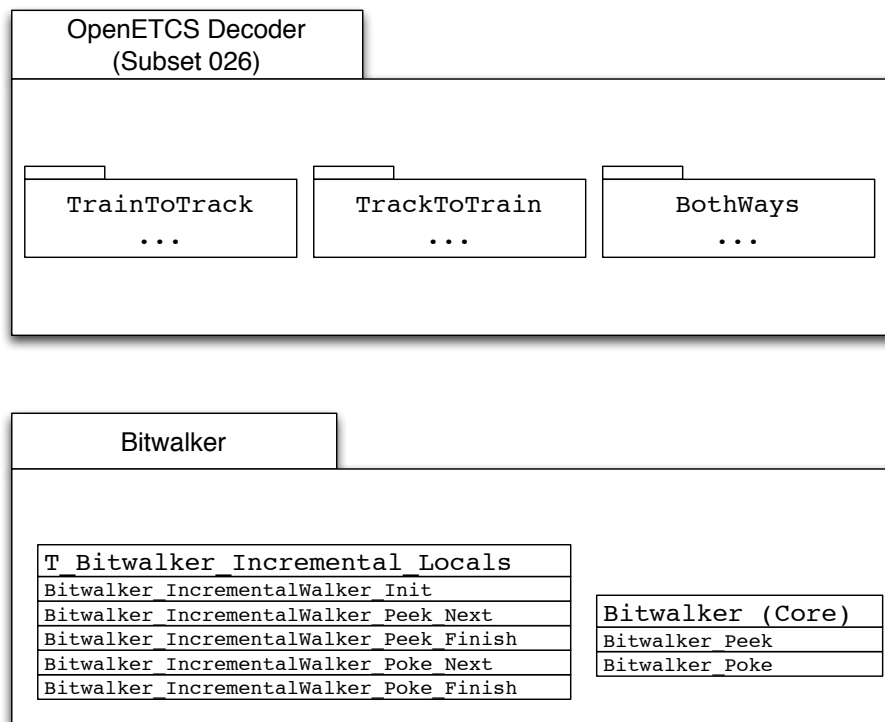 OpenETCS Decoder
(Subset 026)
TrainToTrack
...
TrackToTrain
...
BothWays
...
Bitwalker
T_Bitwalker_Incremental_Locals
Bitwalker_IncrementalWalker_Init
Bitwalker_IncrementalWalker_Peek_Next
Bitwalker_IncrementalWalker_Peek_Finish
Bitwalker_IncrementalWalker_Poke_Next
Bitwalker_IncrementalWalker_Poke_Finish
Bitwalker (Core)
Bitwalker_Peek
Bitwalker_Poke